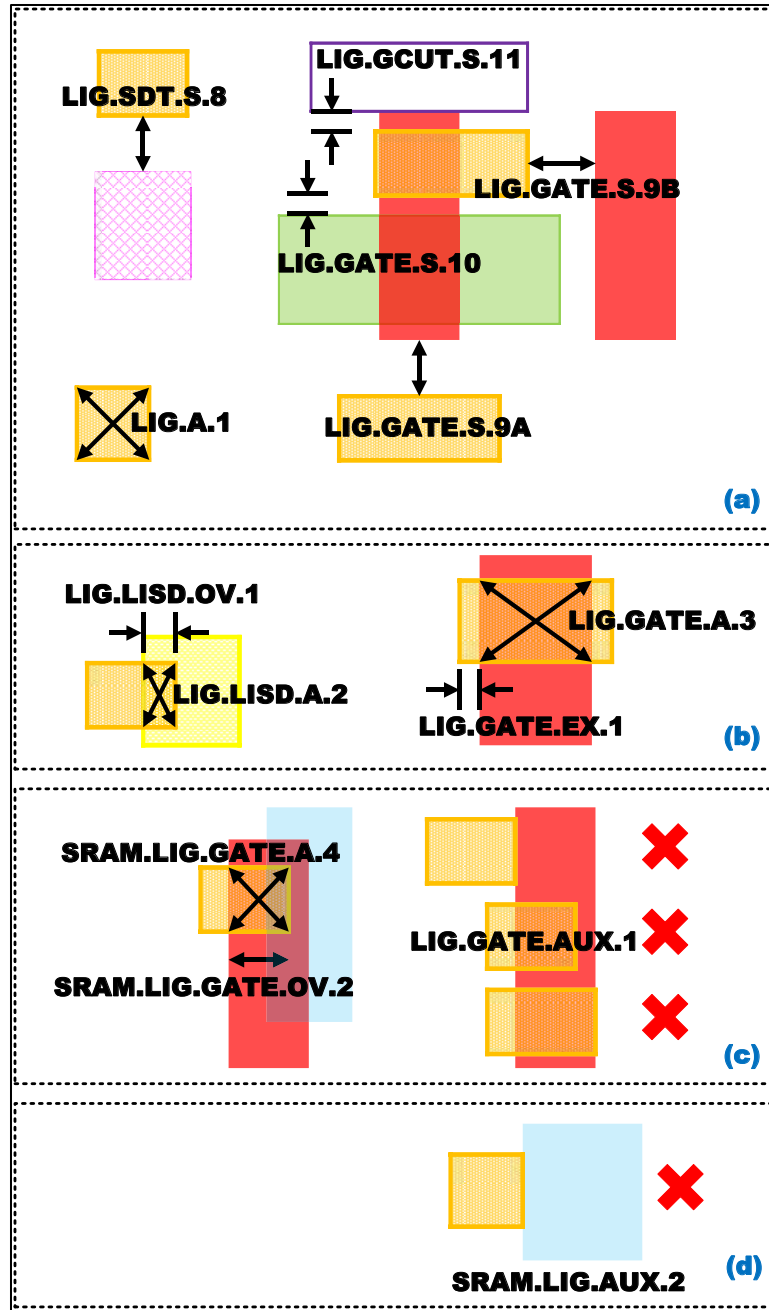 LIG.GCUT.S.11
LIG.SDT.S.8
LIG.GATE.S.9B
LIG.GATE.S.10
LIG.A.1
LIG.GATE.S.9A
(a)
LIG.LISD.OV.1
LIG.GATE.A.3
LIG.LISD.A.2
LIG.GATE.EX.1
(b)
SRAM.LIG.GATE.A.4
LIG.GATE.AUX.1
SRAM.LIG.GATE.OV.2
(c)
(d)
SRAM.LIG.AUX.2